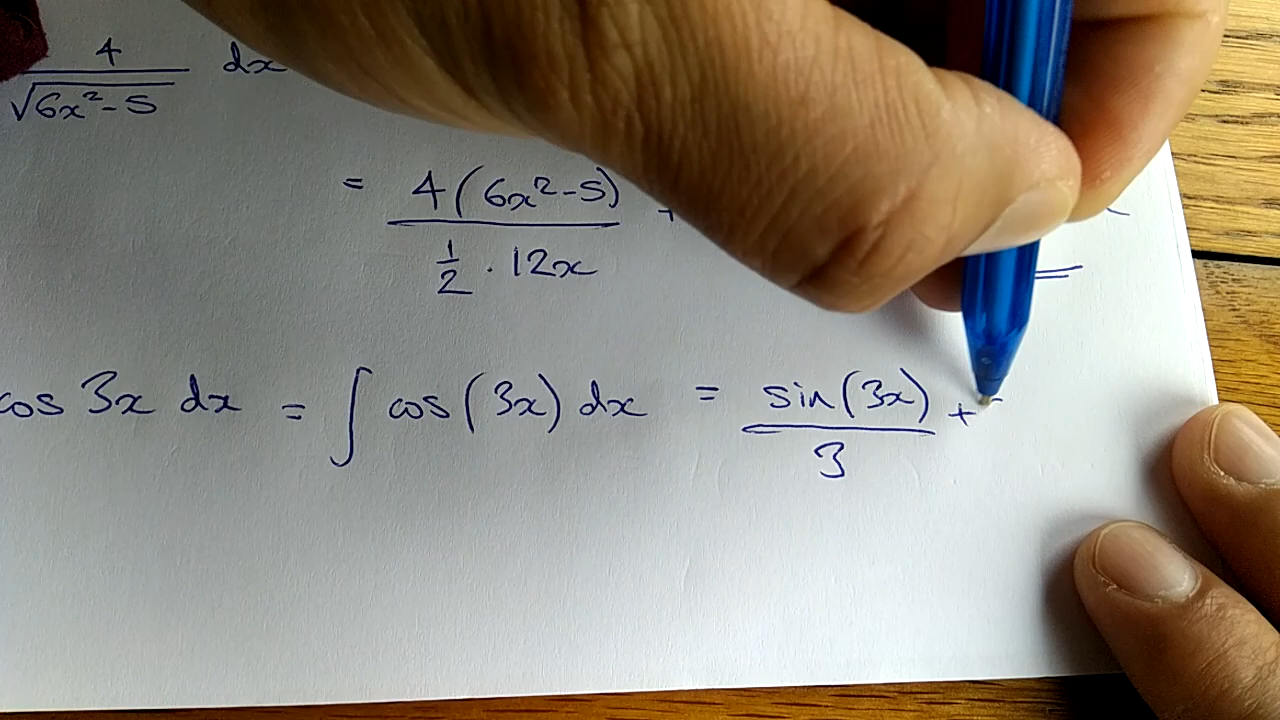 4 / √(6x²-5) dx
= 4(6x²-5) / (1/2 · 12x) +
cos 3x dx = ∫ cos(3x) dx = sin(3x) / 3 +